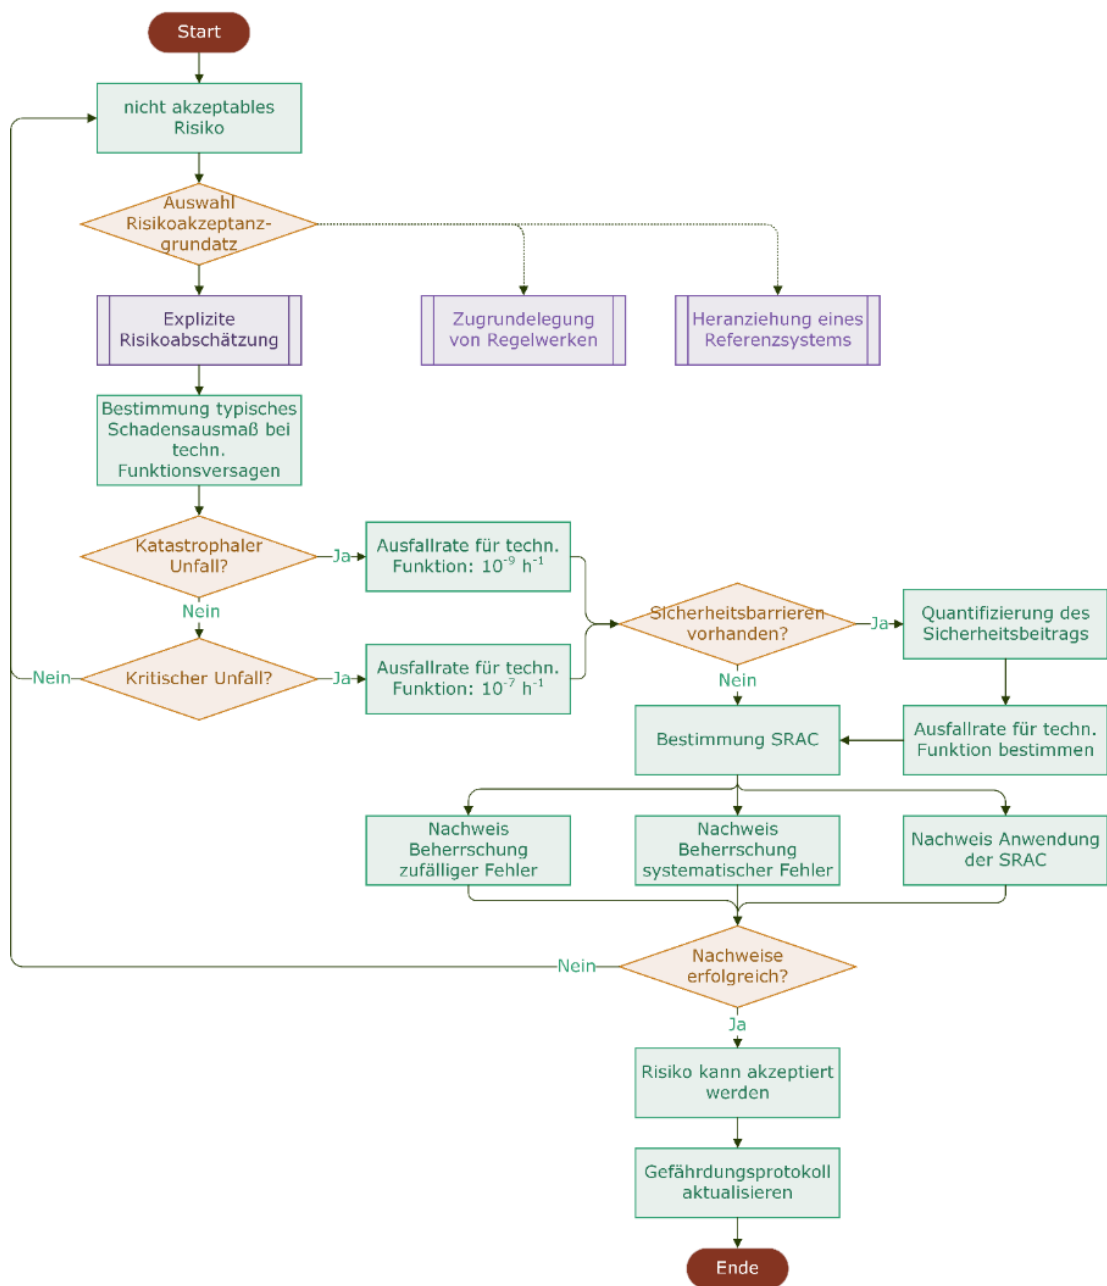 Start
nicht akzeptables
Risiko
Auswahl
Risikoakzeptanz-
grundatz
Explizite
Risikoabschätzung
Zugrundelegung
von Regelwerken
Heranziehung eines
Referenzsystems
Bestimmung typisches
Schadensausmaß bei
techn.
Funktionsversagen
Katastrophaler
Unfall?
Ja
Ausfallrate für techn.
Funktion: 10⁻⁹ h⁻¹
Nein
Kritischer Unfall?
Nein
Ja
Ausfallrate für techn.
Funktion: 10⁻⁷ h⁻¹
Sicherheitsbarrieren
vorhanden?
Ja
Quantifizierung des
Sicherheitsbeitrags
Nein
Ausfallrate für techn.
Funktion bestimmen
Bestimmung SRAC
Nachweis
Beherrschung
zufälliger Fehler
Nachweis
Beherrschung
systematischer Fehler
Nachweis Anwendung
der SRAC
Nachweise
erfolgreich?
Nein
Ja
Risiko kann akzeptiert
werden
Gefährdungsprotokoll
aktualisieren
Ende